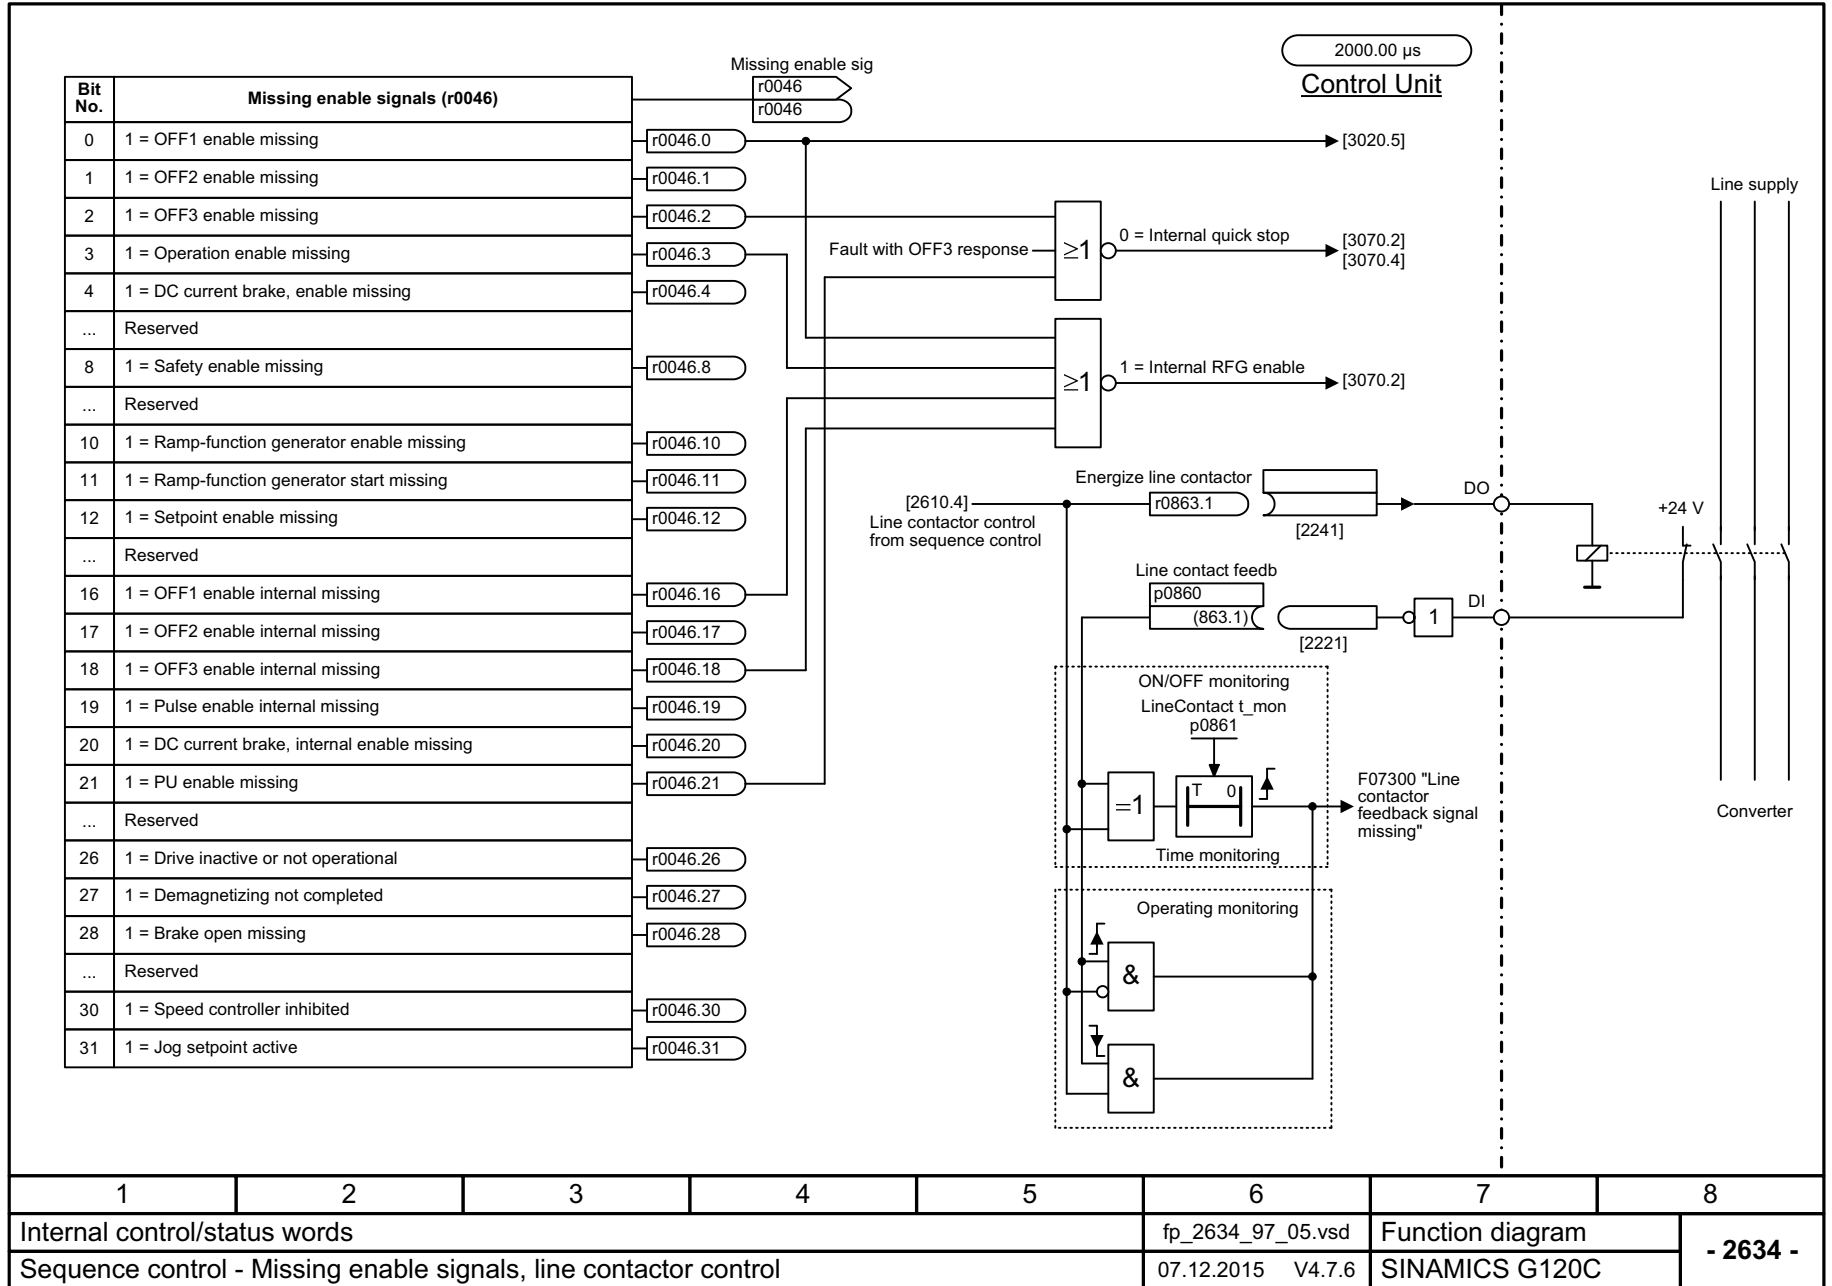 2000.00 µs
Control Unit
Missing enable sig
r0046
r0046
Bit No. Missing enable signals (r0046)
0 1 = OFF1 enable missing r0046.0 [3020.5]
1 1 = OFF2 enable missing r0046.1
2 1 = OFF3 enable missing r0046.2
3 1 = Operation enable missing r0046.3
4 1 = DC current brake, enable missing r0046.4
... Reserved
8 1 = Safety enable missing r0046.8
... Reserved
10 1 = Ramp-function generator enable missing r0046.10
11 1 = Ramp-function generator start missing r0046.11
12 1 = Setpoint enable missing r0046.12
... Reserved
16 1 = OFF1 enable internal missing r0046.16
17 1 = OFF2 enable internal missing r0046.17
18 1 = OFF3 enable internal missing r0046.18
19 1 = Pulse enable internal missing r0046.19
20 1 = DC current brake, internal enable missing r0046.20
21 1 = PU enable missing r0046.21
... Reserved
26 1 = Drive inactive or not operational r0046.26
27 1 = Demagnetizing not completed r0046.27
28 1 = Brake open missing r0046.28
... Reserved
30 1 = Speed controller inhibited r0046.30
31 1 = Jog setpoint active r0046.31
Fault with OFF3 response ≥1 0 = Internal quick stop [3070.2]
[3070.4]
≥1 1 = Internal RFG enable [3070.2]
Line supply
Energize line contactor
[2610.4] r0863.1 DO
Line contactor control
from sequence control
[2241]
+24 V
Line contact feedb
p0860
(863.1) 1 DI
[2221]
ON/OFF monitoring
LineContact t_mon
p0861
=1 T 0
F07300 "Line
contactor
feedback signal
missing"
Time monitoring
Converter
Operating monitoring
&
&
1 2 3 4 5 6 7 8
Internal control/status words fp_2634_97_05.vsd Function diagram - 2634 -
Sequence control - Missing enable signals, line contactor control 07.12.2015 V4.7.6 SINAMICS G120C